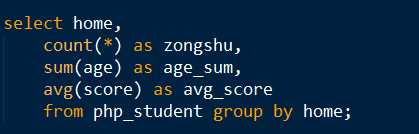 select home,
count(*) as zongshu,
sum(age) as age_sum,
avg(score) as avg_score
from php_student group by home;